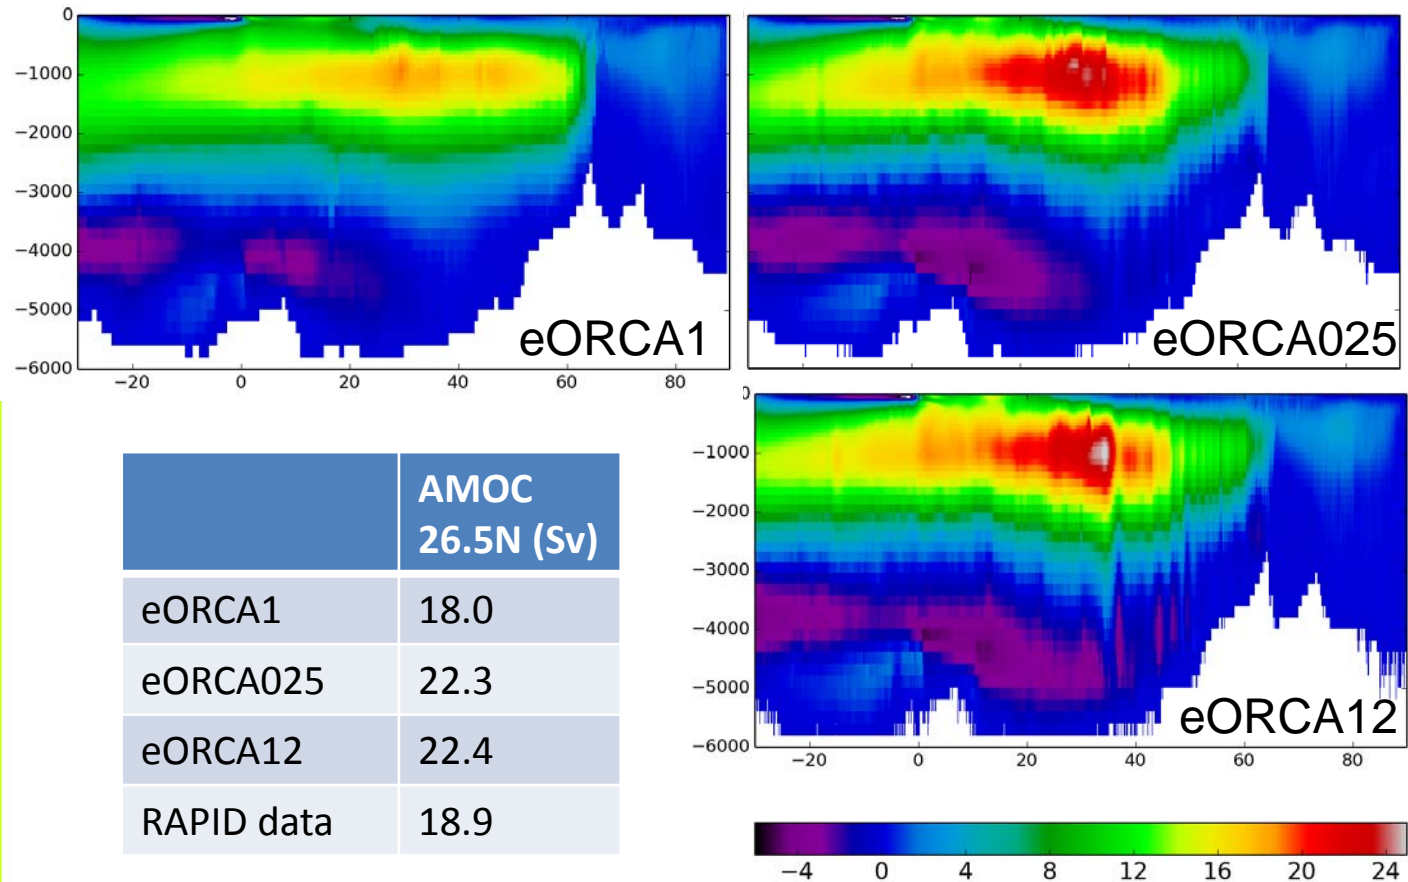 0
−1000
−2000
−3000
−4000
−5000
−6000
−20 0 20 40 60 80
eORCA1
eORCA025
0
−1000
−2000
−3000
−4000
−5000
−6000
−20 0 20 40 60 80
eORCA12
AMOC
26.5N (Sv)
eORCA1 18.0
eORCA025 22.3
eORCA12 22.4
RAPID data 18.9
−4 0 4 8 12 16 20 24